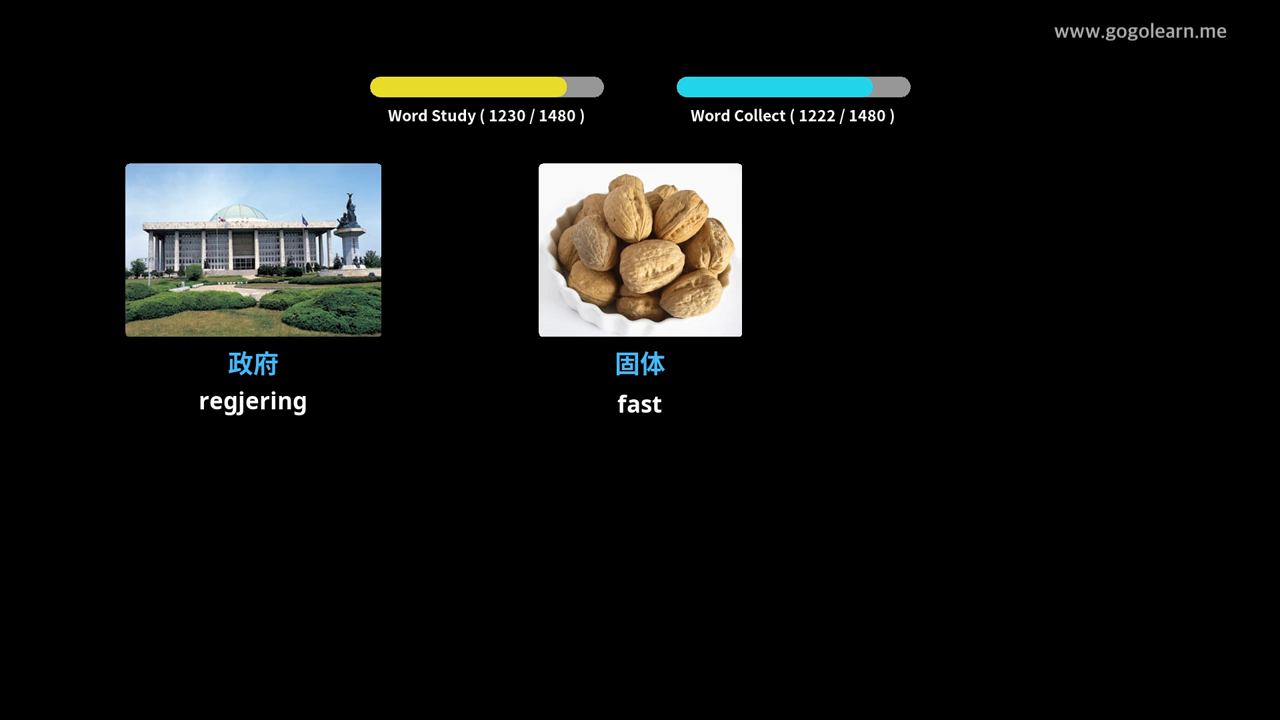 www.gogolearn.me
Word Study ( 1230 / 1480 )
Word Collect ( 1222 / 1480 )
政府
regjering
固体
fast